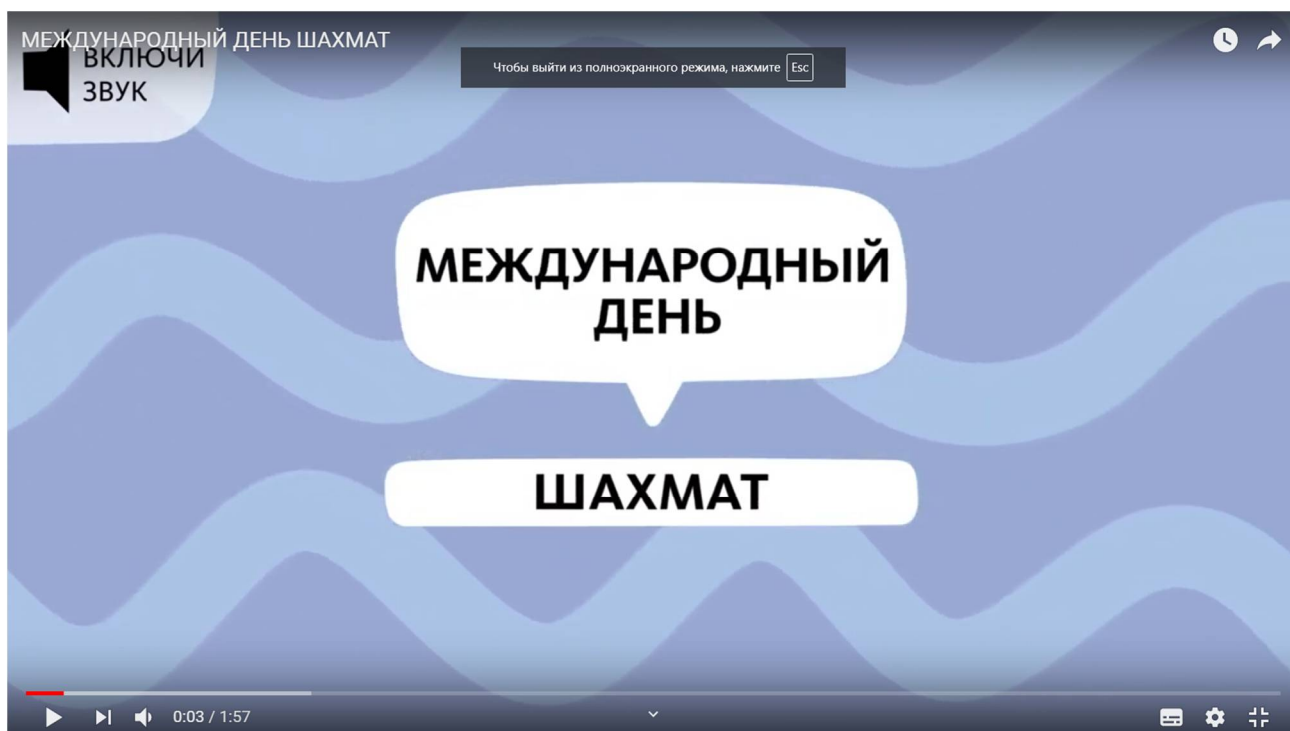 МЕЖДУНАРОДНЫЙ ДЕНЬ ШАХМАТ
ВКЛЮЧИ
ЗВУК
Чтобы выйти из полноэкранного режима, нажмите Esc
МЕЖДУНАРОДНЫЙ
ДЕНЬ
ШАХМАТ
0:03 / 1:57